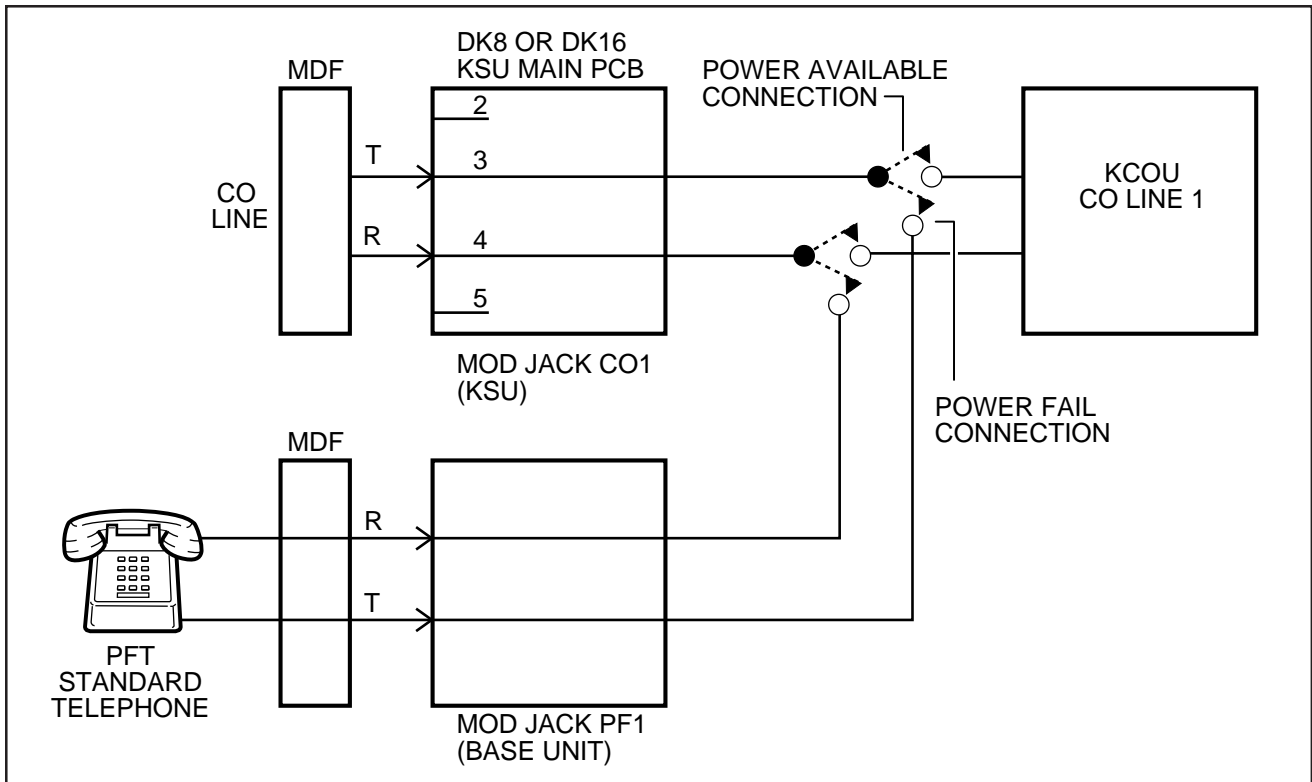 MDF
DK8 OR DK16
KSU MAIN PCB
POWER AVAILABLE
CONNECTION
2
T
3
CO
LINE
R
4
5
KCOU
CO LINE 1
MOD JACK CO1
(KSU)
POWER FAIL
CONNECTION
MDF
R
T
PFT
STANDARD
TELEPHONE
MOD JACK PF1
(BASE UNIT)